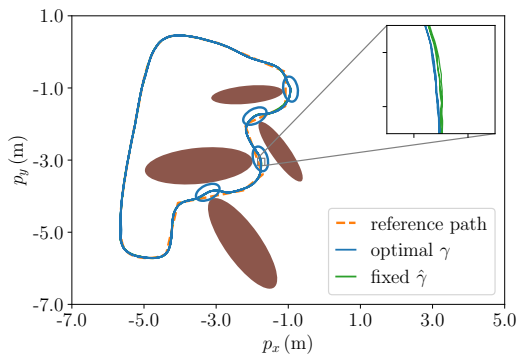 1.0
-1.0
-3.0
-5.0
-7.0
p_y (m)
-7.0 -5.0 -3.0 -1.0 1.0 3.0 5.0
p_x (m)
reference path
optimal γ
fixed γ̂